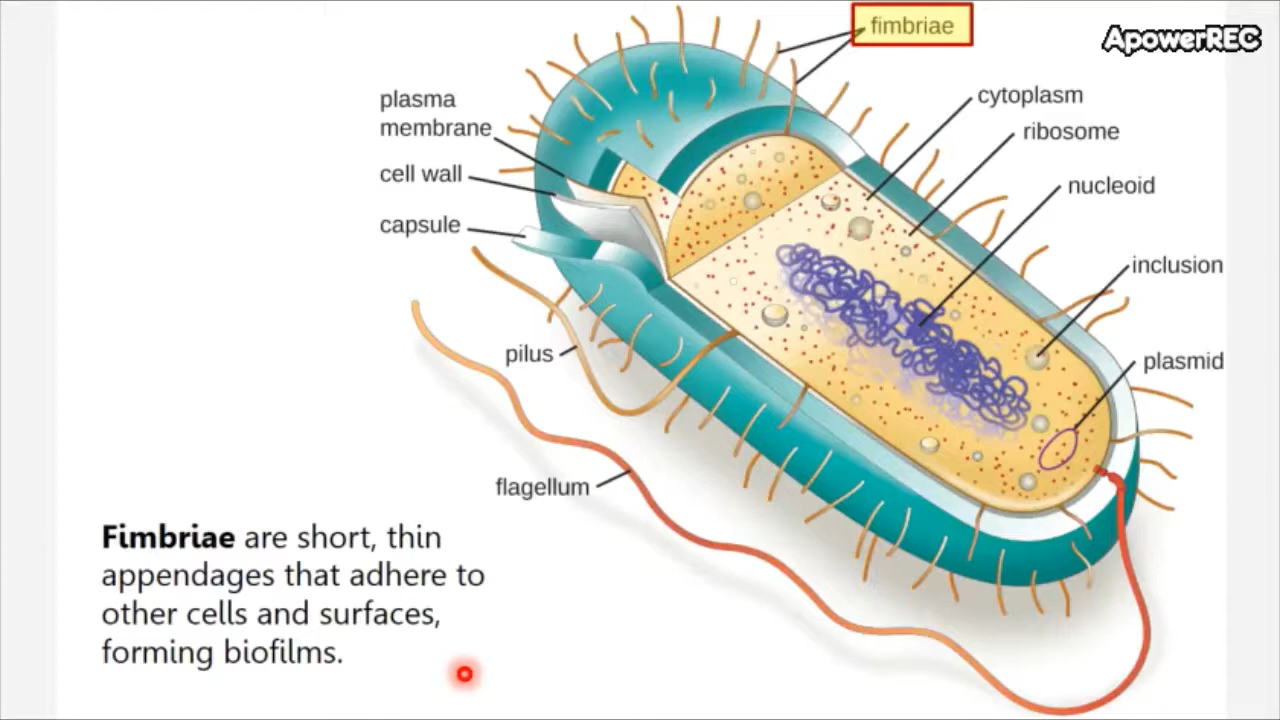 fimbriae
ApowerREC
plasma
membrane
cytoplasm
ribosome
cell wall
nucleoid
capsule
inclusion
pilus
plasmid
flagellum
Fimbriae are short, thin
appendages that adhere to
other cells and surfaces,
forming biofilms.